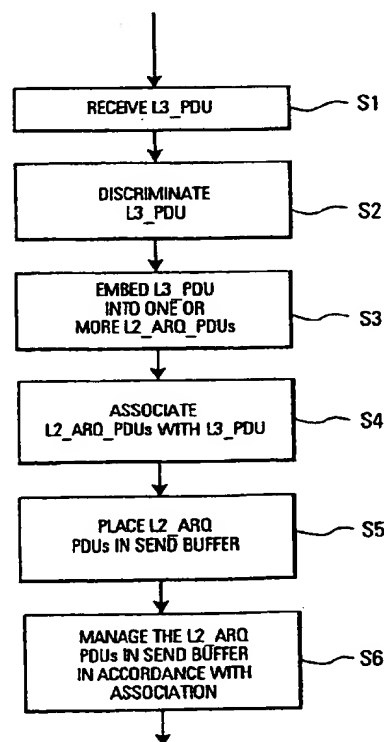 RECEIVE L3_PDU
S1
DISCRIMINATE
L3_PDU
S2
EMBED L3_PDU
INTO ONE OR
MORE L2_ARQ_PDUs
S3
ASSOCIATE
L2_ARQ_PDUs WITH L3_PDU
S4
PLACE L2_ARQ
PDUs IN SEND BUFFER
S5
MANAGE THE L2_ARQ
PDUs IN SEND BUFFER
IN ACCORDANCE WITH
ASSOCIATION
S6